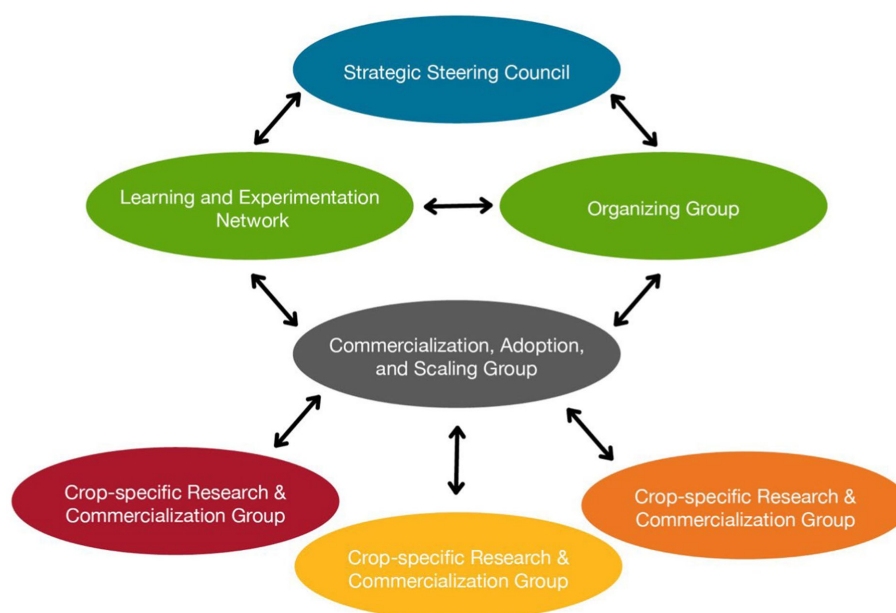 Strategic Steering Council
Learning and Experimentation
Network
Organizing Group
Commercialization, Adoption,
and Scaling Group
Crop-specific Research &
Commercialization Group
Crop-specific Research &
Commercialization Group
Crop-specific Research &
Commercialization Group